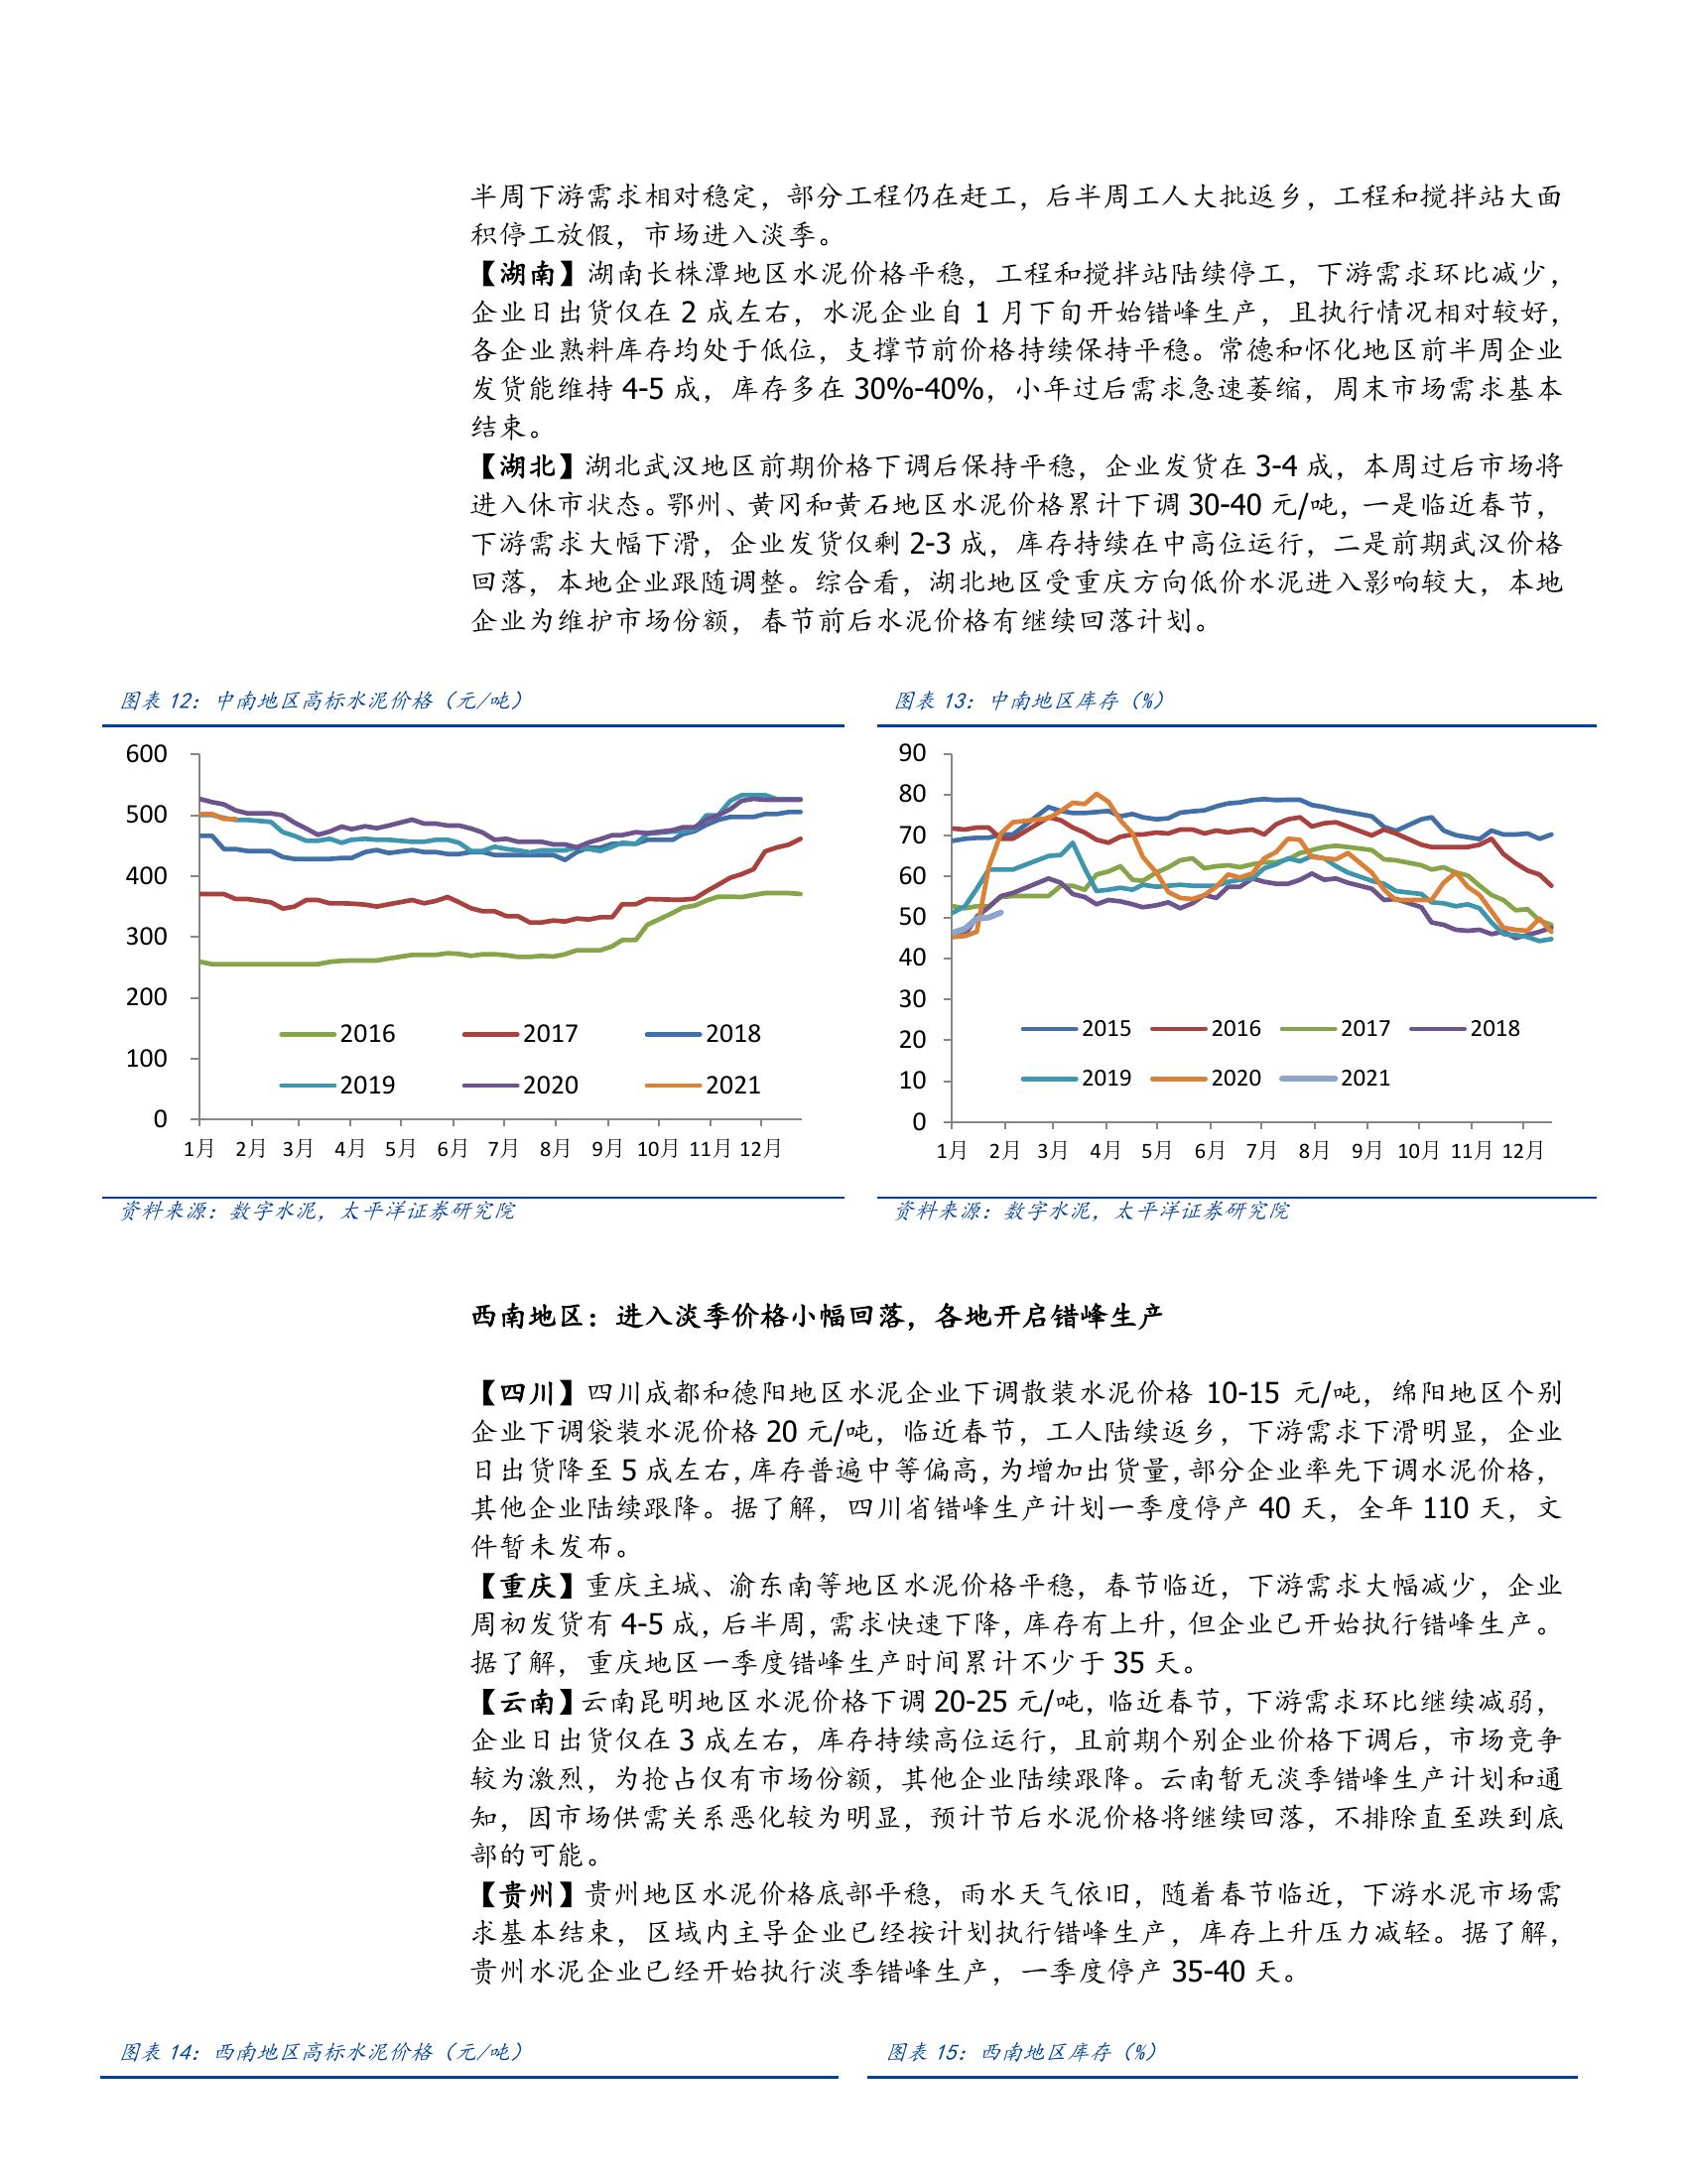 半周下游需求相对稳定，部分工程仍在赶工，后半周工人大批返乡，工程和搅拌站大面
积停工放假，市场进入淡季。
【湖南】湖南长株潭地区水泥价格平稳，工程和搅拌站陆续停工，下游需求环比减少，
企业日出货仅在 2 成左右，水泥企业自 1 月下旬开始错峰生产，且执行情况相对较好，
各企业熟料库存均处于低位，支撑节前价格持续保持平稳。常德和怀化地区前半周企业
发货能维持 4-5 成，库存多在 30%-40%，小年过后需求急速萎缩，周末市场需求基本
结束。
【湖北】湖北武汉地区前期价格下调后保持平稳，企业发货在 3-4 成，本周过后市场将
进入休市状态。鄂州、黄冈和黄石地区水泥价格累计下调 30-40 元/吨，一是临近春节，
下游需求大幅下滑，企业发货仅剩 2-3 成，库存持续在中高位运行，二是前期武汉价格
回落，本地企业跟随调整。综合看，湖北地区受重庆方向低价水泥进入影响较大，本地
企业为维护市场份额，春节前后水泥价格有继续回落计划。
图表 12：中南地区高标水泥价格（元/吨）
600
500
400
300
200
100
0
2016 2017 2018
2019 2020 2021
1月 2月 3月 4月 5月 6月 7月 8月 9月 10月 11月 12月
资料来源：数字水泥，太平洋证券研究院
图表 13：中南地区库存（%）
90
80
70
60
50
40
30
20
10
0
2015 2016 2017 2018
2019 2020 2021
1月 2月 3月 4月 5月 6月 7月 8月 9月 10月 11月 12月
资料来源：数字水泥，太平洋证券研究院
西南地区：进入淡季价格小幅回落，各地开启错峰生产
【四川】四川成都和德阳地区水泥企业下调散装水泥价格 10-15 元/吨，绵阳地区个别
企业下调袋装水泥价格 20 元/吨，临近春节，工人陆续返乡，下游需求下滑明显，企业
日出货降至 5 成左右，库存普遍中等偏高，为增加出货量，部分企业率先下调水泥价格，
其他企业陆续跟降。据了解，四川省错峰生产计划一季度停产 40 天，全年 110 天，文
件暂未发布。
【重庆】重庆主城、渝东南等地区水泥价格平稳，春节临近，下游需求大幅减少，企业
周初发货有 4-5 成，后半周，需求快速下降，库存有上升，但企业已开始执行错峰生产。
据了解，重庆地区一季度错峰生产时间累计不少于 35 天。
【云南】云南昆明地区水泥价格下调 20-25 元/吨，临近春节，下游需求环比继续减弱，
企业日出货仅在 3 成左右，库存持续高位运行，且前期个别企业价格下调后，市场竞争
较为激烈，为抢占仅有市场份额，其他企业陆续跟降。云南暂无淡季错峰生产计划和通
知，因市场供需关系恶化较为明显，预计节后水泥价格将继续回落，不排除直至跌到底
部的可能。
【贵州】贵州地区水泥价格底部平稳，雨水天气依旧，随着春节临近，下游水泥市场需
求基本结束，区域内主导企业已经按计划执行错峰生产，库存上升压力减轻。据了解，
贵州水泥企业已经开始执行淡季错峰生产，一季度停产 35-40 天。
图表 14：西南地区高标水泥价格（元/吨）
图表 15：西南地区库存（%）